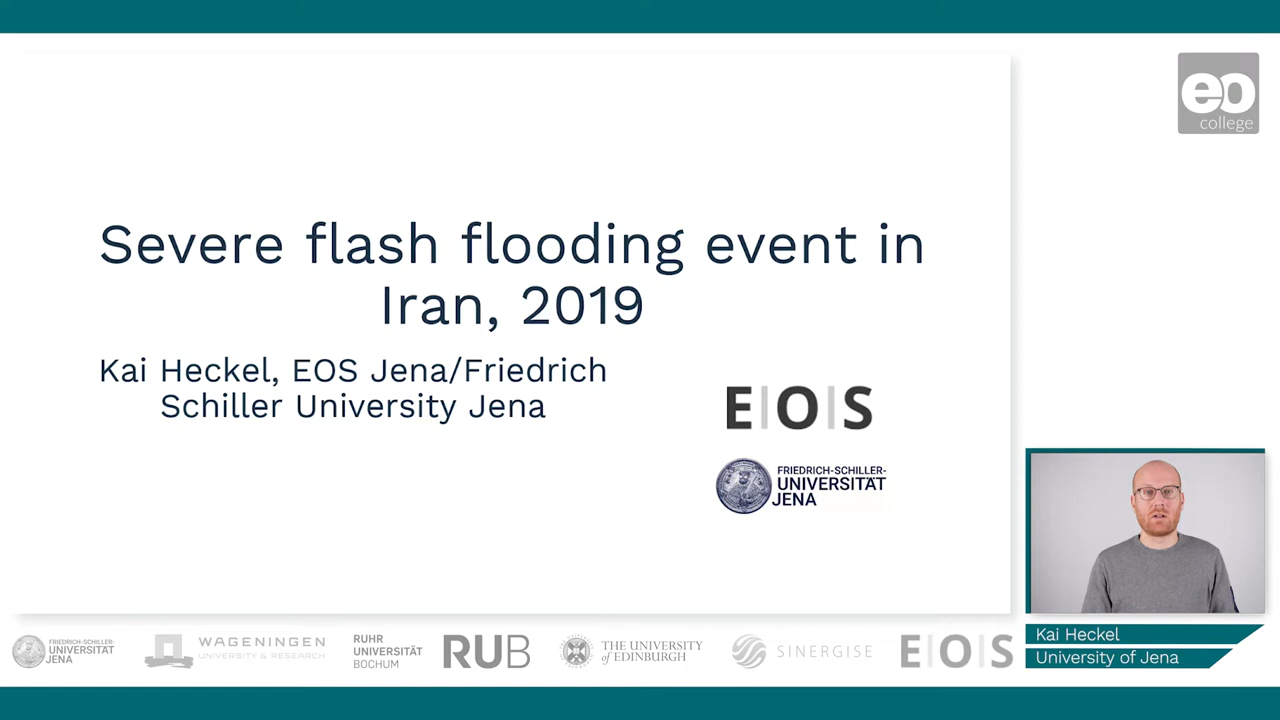 eo
college
Severe flash flooding event in
Iran, 2019
Kai Heckel, EOS Jena/Friedrich
Schiller University Jena
E|O|S
FRIEDRICH-SCHILLER-
UNIVERSITÄT
JENA
Kai Heckel
University of Jena
FRIEDRICH-SCHILLER-
UNIVERSITÄT
JENA
WAGENINGEN
UNIVERSITY & RESEARCH
RUHR
UNIVERSITÄT
BOCHUM
RUB
THE UNIVERSITY
of EDINBURGH
SINERGISE
E|O|S